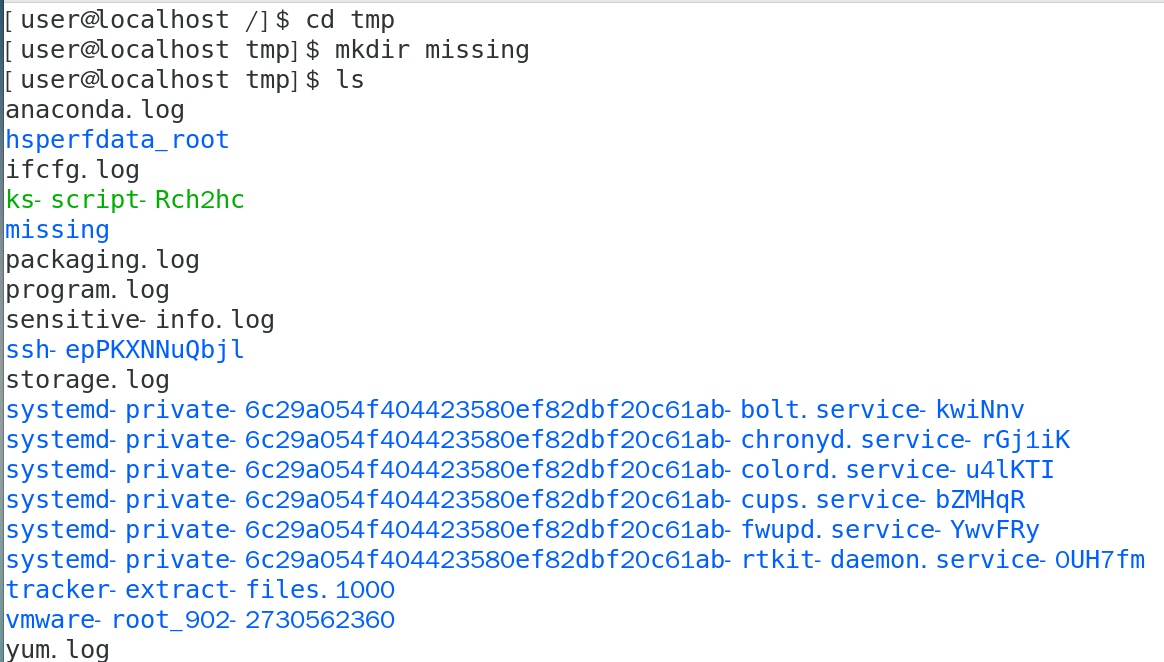 [user@localhost /]$ cd tmp
[user@localhost tmp]$ mkdir missing
[user@localhost tmp]$ ls
anaconda.log
hsperfdata_root
ifcfg.log
ks-script-Rch2hc
missing
packaging.log
program.log
sensitive-info.log
ssh-epPKXNNuQbjl
storage.log
systemd-private-6c29a054f404423580ef82dbf20c61ab-bolt.service-kwiNnv
systemd-private-6c29a054f404423580ef82dbf20c61ab-chronyd.service-rGj1iK
systemd-private-6c29a054f404423580ef82dbf20c61ab-colord.service-u4lKTI
systemd-private-6c29a054f404423580ef82dbf20c61ab-cups.service-bZMHqR
systemd-private-6c29a054f404423580ef82dbf20c61ab-fwupd.service-YwvFRy
systemd-private-6c29a054f404423580ef82dbf20c61ab-rtkit-daemon.service-OUH7fm
tracker-extract-files.1000
vmware-root_902-2730562360
yum.log